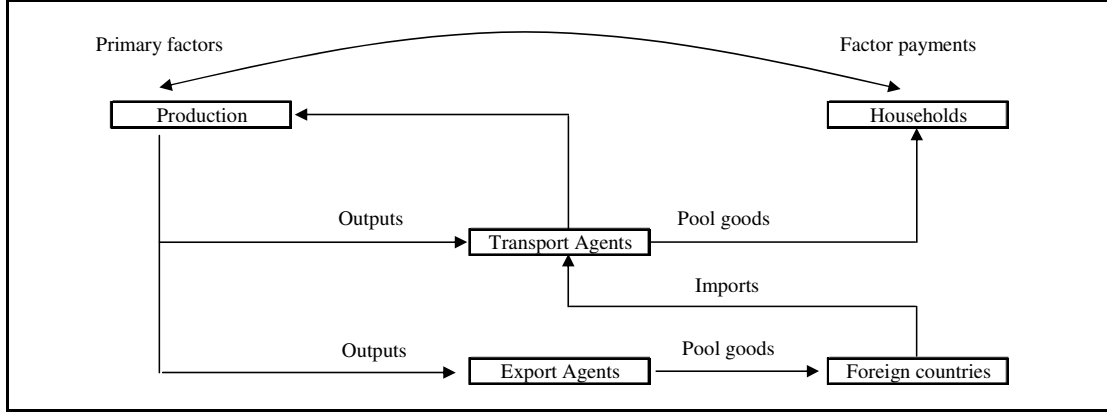 Primary factors
Factor payments
Production
Households
Outputs
Pool goods
Transport Agents
Imports
Outputs
Pool goods
Export Agents
Foreign countries